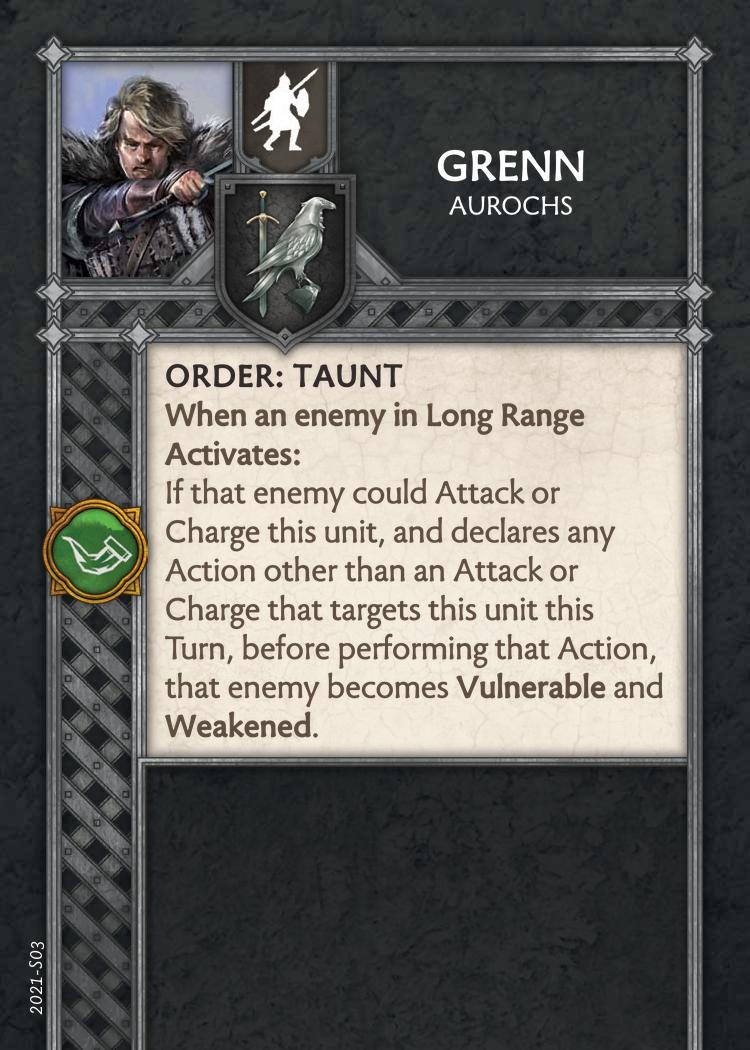 GRENN
AUROCHS
ORDER: TAUNT
When an enemy in Long Range
Activates:
If that enemy could Attack or
Charge this unit, and declares any
Action other than an Attack or
Charge that targets this unit this
Turn, before performing that Action,
that enemy becomes Vulnerable and
Weakened.
2021-S03